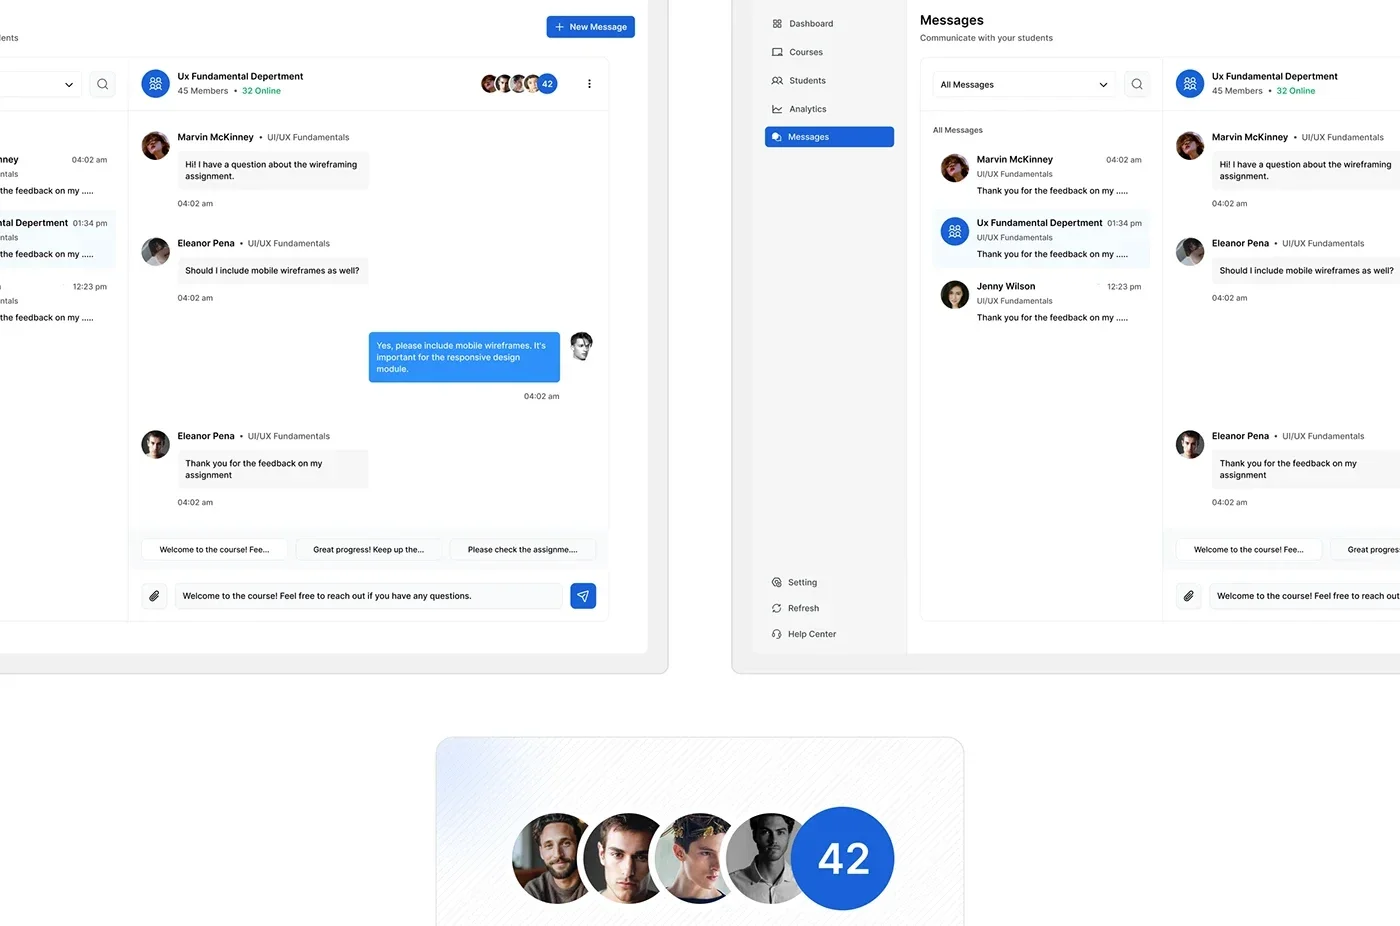 ents
New Message
Ux Fundamental Depertment
45 Members • 32 Online
42
Marvin McKinney • UI/UX Fundamentals
Hi! I have a question about the wireframing
assignment.
04:02 am
nney 04:02 am
ntals
the feedback on my .....
ntal Depertment 01:34 pm
ntals
the feedback on my .....
12:23 pm
ntals
the feedback on my .....
Eleanor Pena • UI/UX Fundamentals
Should I include mobile wireframes as well?
04:02 am
Yes, please include mobile wireframes. It's
important for the responsive design
module.
04:02 am
Eleanor Pena • UI/UX Fundamentals
Thank you for the feedback on my
assignment
04:02 am
Welcome to the course! Fee...
Great progress! Keep up the...
Please check the assignme....
Welcome to the course! Feel free to reach out if you have any questions.
Dashboard
Courses
Students
Analytics
Messages
Setting
Refresh
Help Center
Messages
Communicate with your students
All Messages
All Messages
Marvin McKinney 04:02 am
UI/UX Fundamentals
Thank you for the feedback on my .....
Ux Fundamental Depertment 01:34 pm
UI/UX Fundamentals
Thank you for the feedback on my .....
Jenny Wilson 12:23 pm
UI/UX Fundamentals
Thank you for the feedback on my .....
Ux Fundamental Depertment
45 Members • 32 Online
Marvin McKinney • UI/UX Fundamentals
Hi! I have a question about the wireframing
assignment.
04:02 am
Eleanor Pena • UI/UX Fundamentals
Should I include mobile wireframes as well?
04:02 am
Eleanor Pena • UI/UX Fundamentals
Thank you for the feedback on my
assignment
04:02 am
Welcome to the course! Fee...
Great progres
Welcome to the course! Feel free to reach out
42